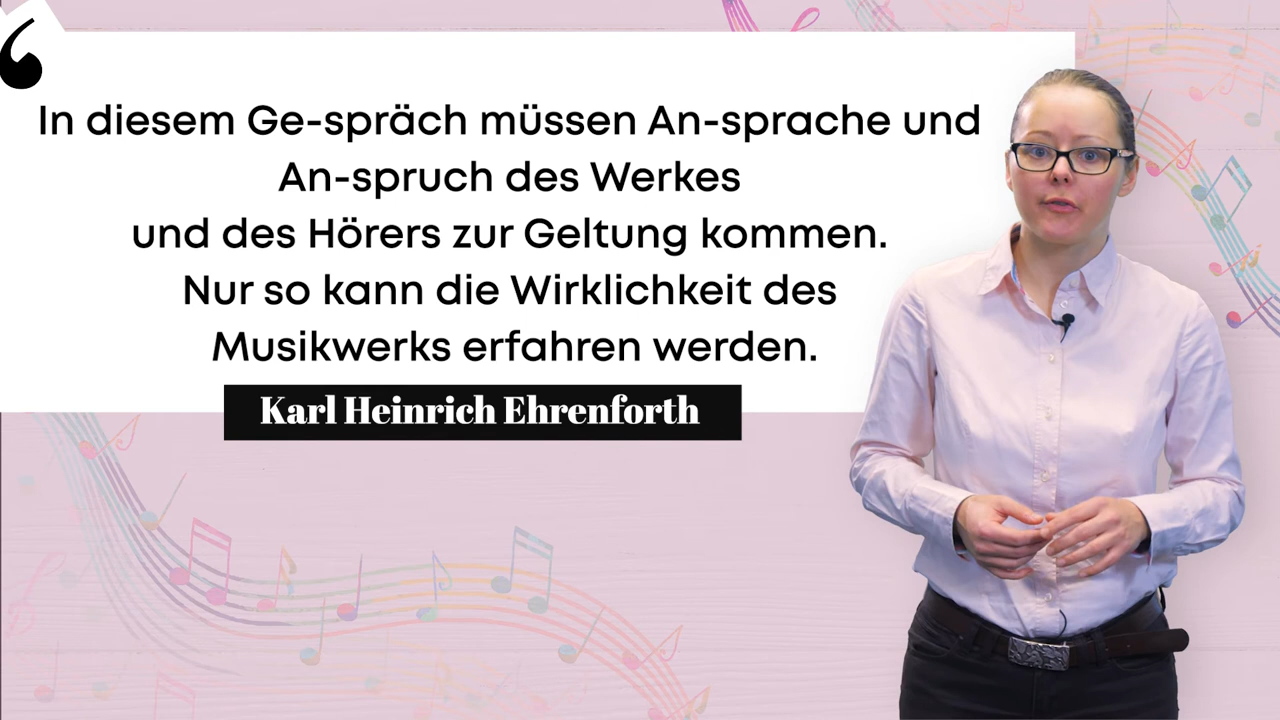 In diesem Ge-spräch müssen An-sprache und
An-spruch des Werkes
und des Hörers zur Geltung kommen.
Nur so kann die Wirklichkeit des
Musikwerks erfahren werden.
Karl Heinrich Ehrenforth